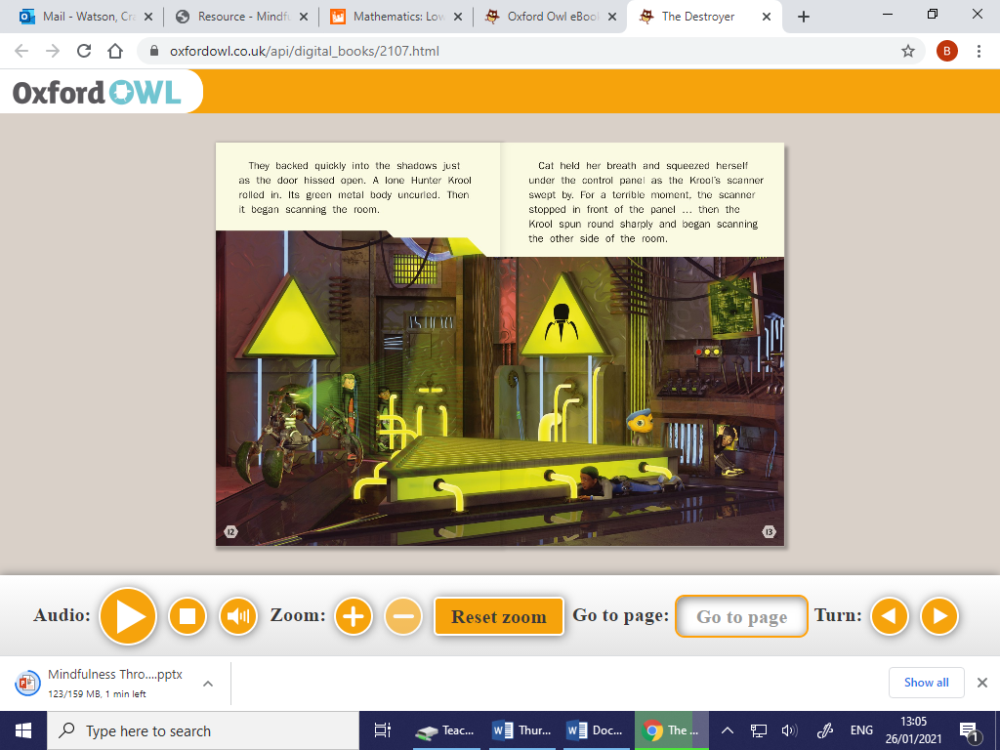 Mail - Watson, Cra
Resource - Mindfu
Mathematics: Low
Oxford Owl eBoo
The Destroyer
oxfordowl.co.uk/api/digital_books/2107.html
B
Oxford OWL
They backed quickly into the shadows just
as the door hissed open. A lone Hunter Krool
rolled in. Its green metal body uncurled. Then
it began scanning the room.
Cat held her breath and squeezed herself
under the control panel as the Krool's scanner
swept by. For a terrible moment, the scanner
stopped in front of the panel ... then the
Krool spun round sharply and began scanning
the other side of the room.
12
13
Audio:
Zoom:
Reset zoom
Go to page:
Go to page
Turn:
Mindfulness Thro....pptx
123/159 MB, 1 min left
Show all
Type here to search
Teac...
Thur...
Doc...
The ...
ENG
13:05
26/01/2021
1